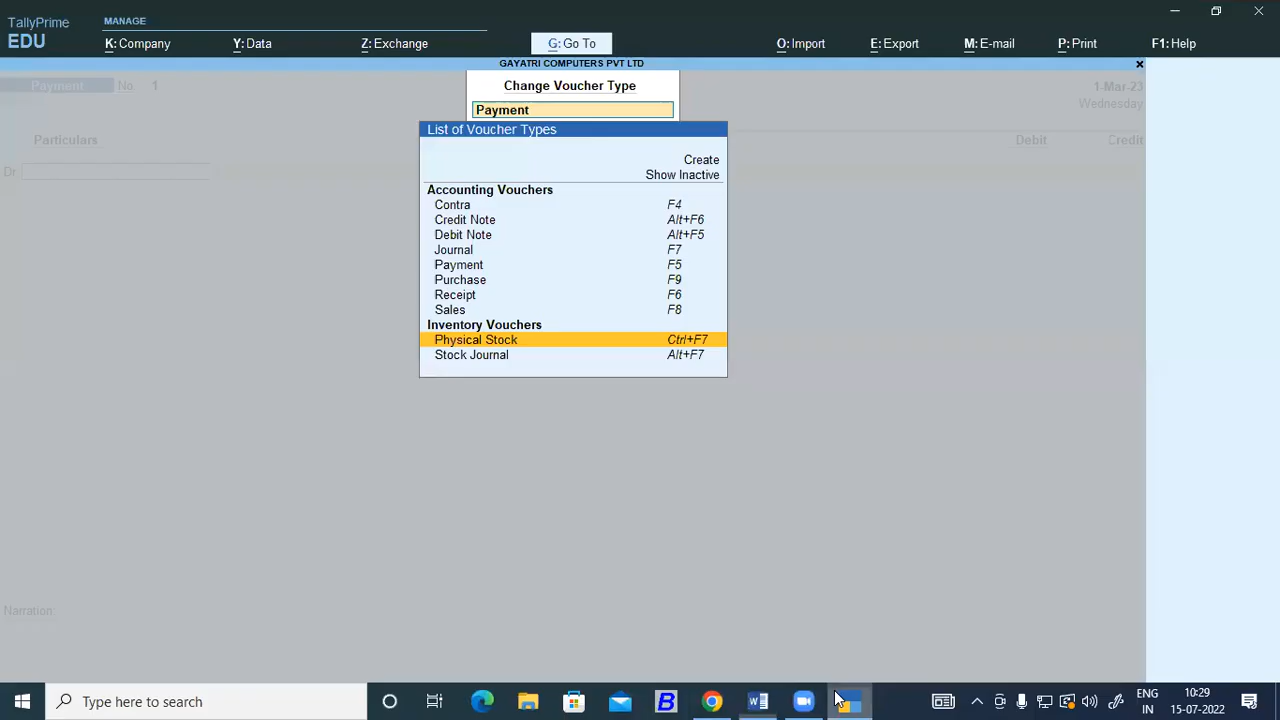 TallyPrime
EDU
MANAGE
K: Company
Y: Data
Z: Exchange
G: Go To
O: Import
E: Export
M: E-mail
P: Print
F1: Help
GAYATRI COMPUTERS PVT LTD
Payment No. 1
1-Mar-23
Wednesday
Particulars
Debit
Credit
Dr
Change Voucher Type
Payment
List of Voucher Types
Create
Show Inactive
Accounting Vouchers
Contra F4
Credit Note Alt+F6
Debit Note Alt+F5
Journal F7
Payment F5
Purchase F9
Receipt F6
Sales F8
Inventory Vouchers
Physical Stock Ctrl+F7
Stock Journal Alt+F7
Narration:
Type here to search
B
W
ENG
IN
10:29
15-07-2022